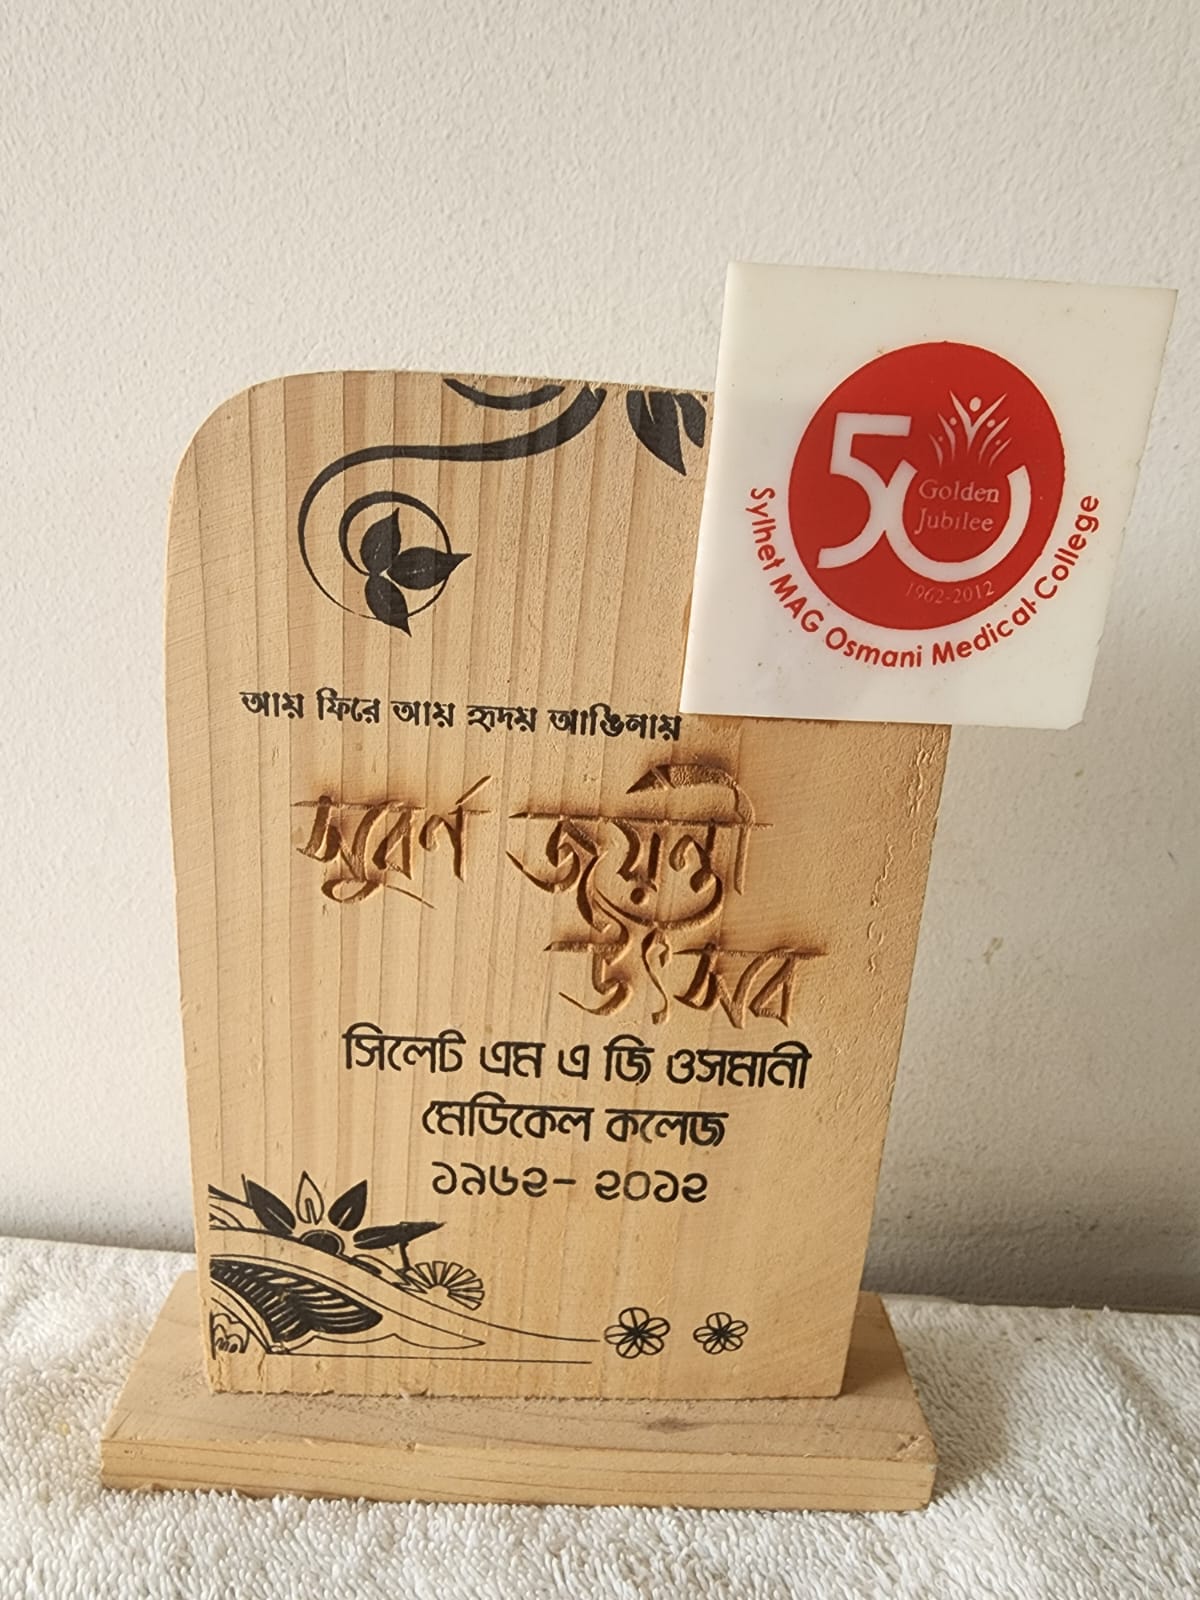 50
Golden
Jubilee
1962-2012
Sylhet MAG Osmani Medical College
আয় ফিরে আয় হৃদয় আঙিনায়
সুবর্ণ জয়ন্তী
উৎসব
সিলেট এম এ জি ওসমানী
মেডিকেল কলেজ
১৯৬২- ২০১২